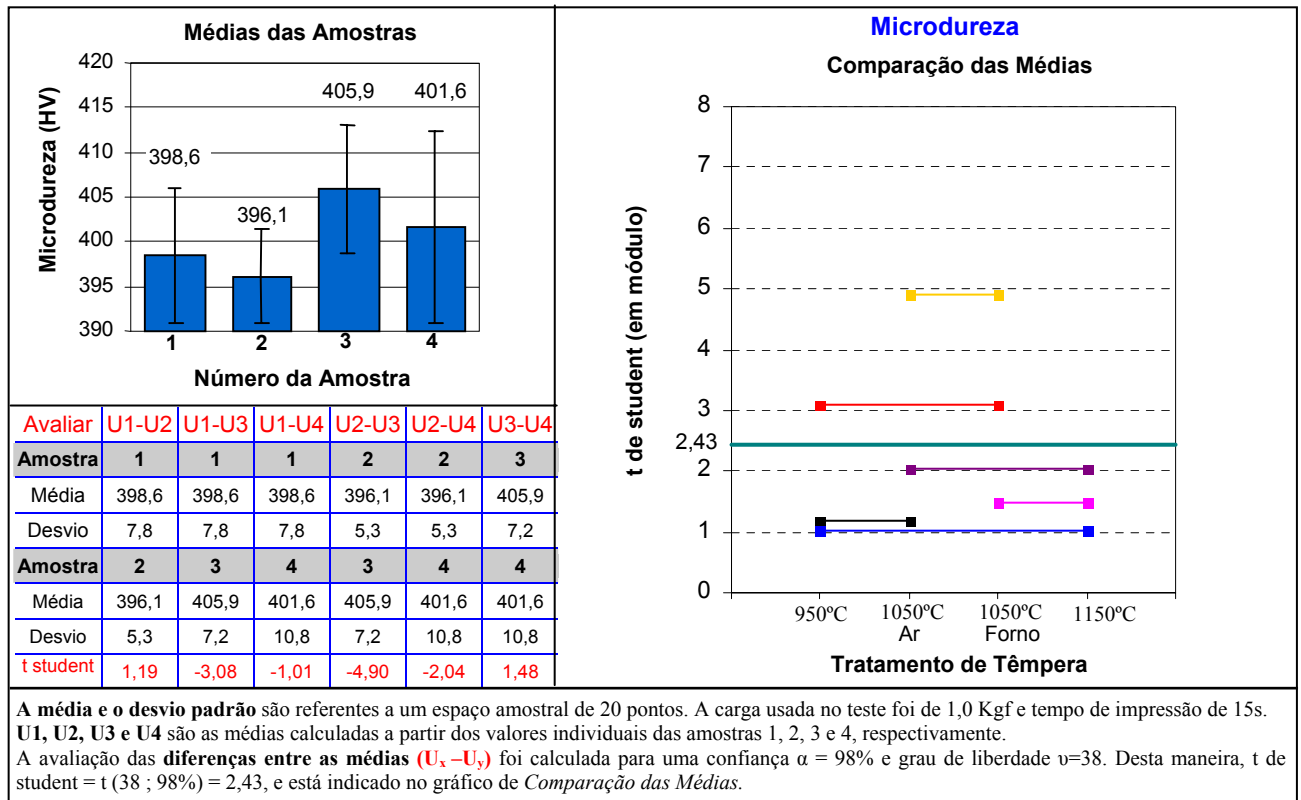 Médias das Amostras
Microdureza (HV)
420
415
410
405
400
395
390
398,6
396,1
405,9
401,6
1 2 3 4
Número da Amostra
Avaliar U1-U2 U1-U3 U1-U4 U2-U3 U2-U4 U3-U4
Amostra 1 1 1 2 2 3
Média 398,6 398,6 398,6 396,1 396,1 405,9
Desvio 7,8 7,8 7,8 5,3 5,3 7,2
Amostra 2 3 4 3 4 4
Média 396,1 405,9 401,6 405,9 401,6 401,6
Desvio 5,3 7,2 10,8 7,2 10,8 10,8
t student 1,19 -3,08 -1,01 -4,90 -2,04 1,48
Microdureza
Comparação das Médias
t de student (em módulo)
8
7
6
5
4
3
2,43
2
1
0
950ºC 1050ºC 1050ºC 1150ºC
Ar Forno
Tratamento de Têmpera
A média e o desvio padrão são referentes a um espaço amostral de 20 pontos. A carga usada no teste foi de 1,0 Kgf e tempo de impressão de 15s.
U1, U2, U3 e U4 são as médias calculadas a partir dos valores individuais das amostras 1, 2, 3 e 4, respectivamente.
A avaliação das diferenças entre as médias (Ux –Uy) foi calculada para uma confiança α = 98% e grau de liberdade υ=38. Desta maneira, t de
student = t (38 ; 98%) = 2,43, e está indicado no gráfico de Comparação das Médias.